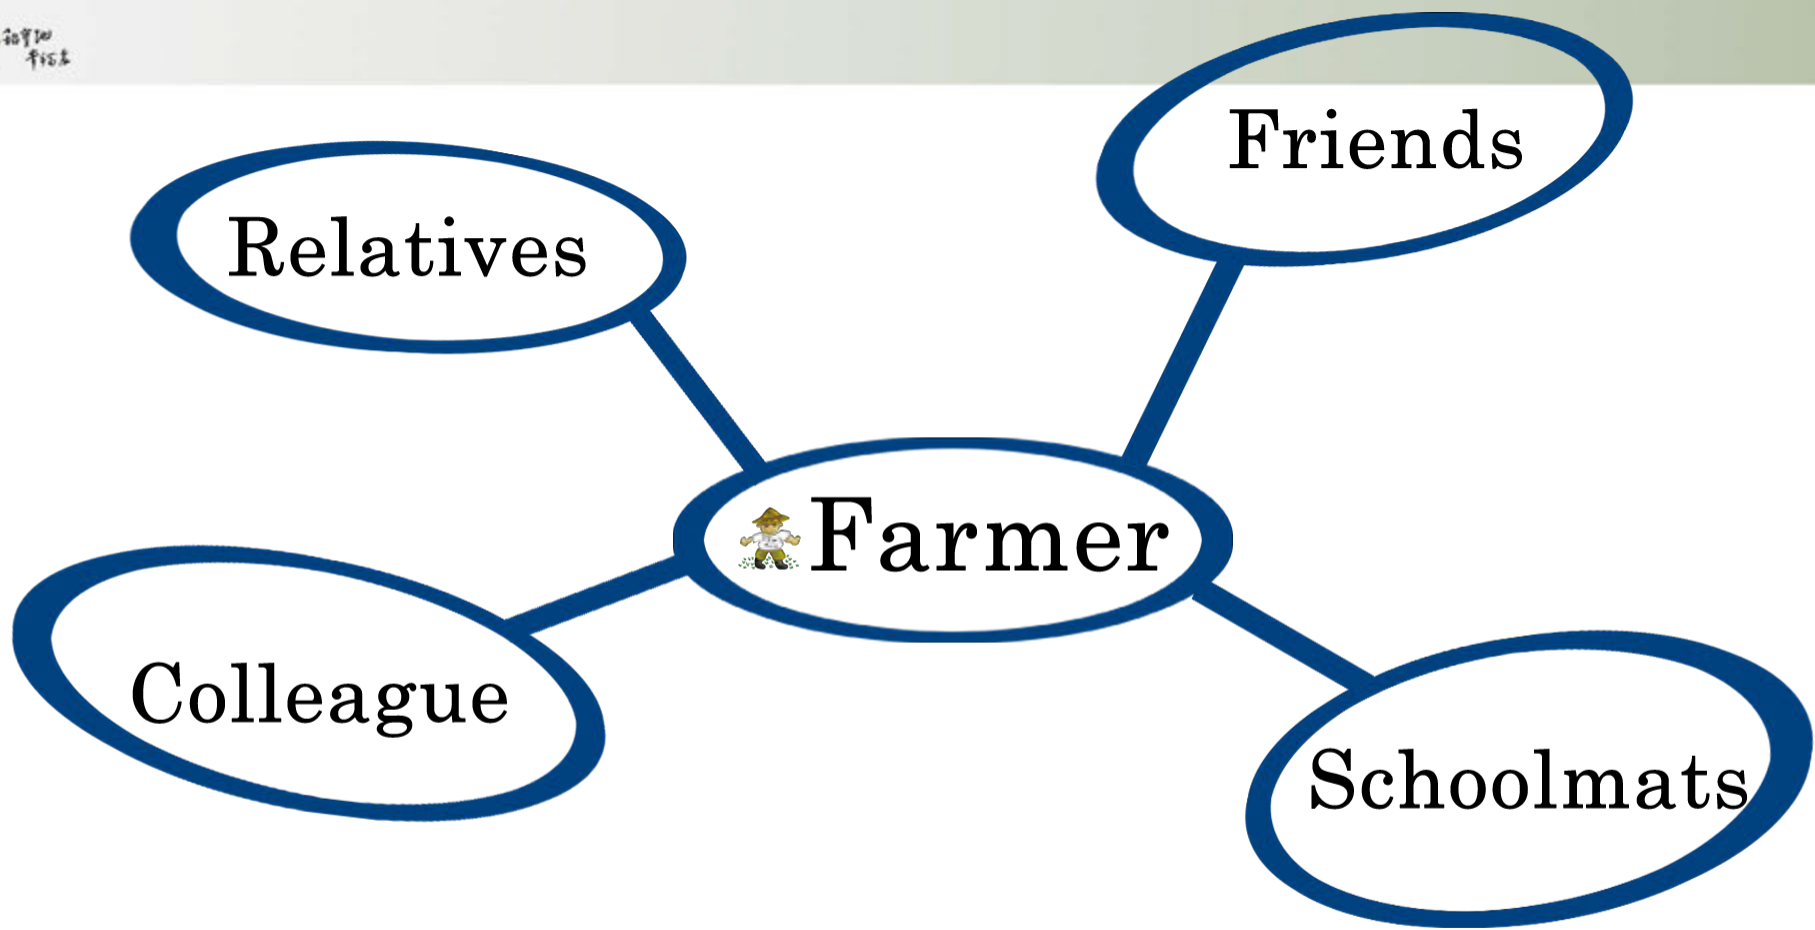 Friends
Relatives
Farmer
Colleague
Schoolmats